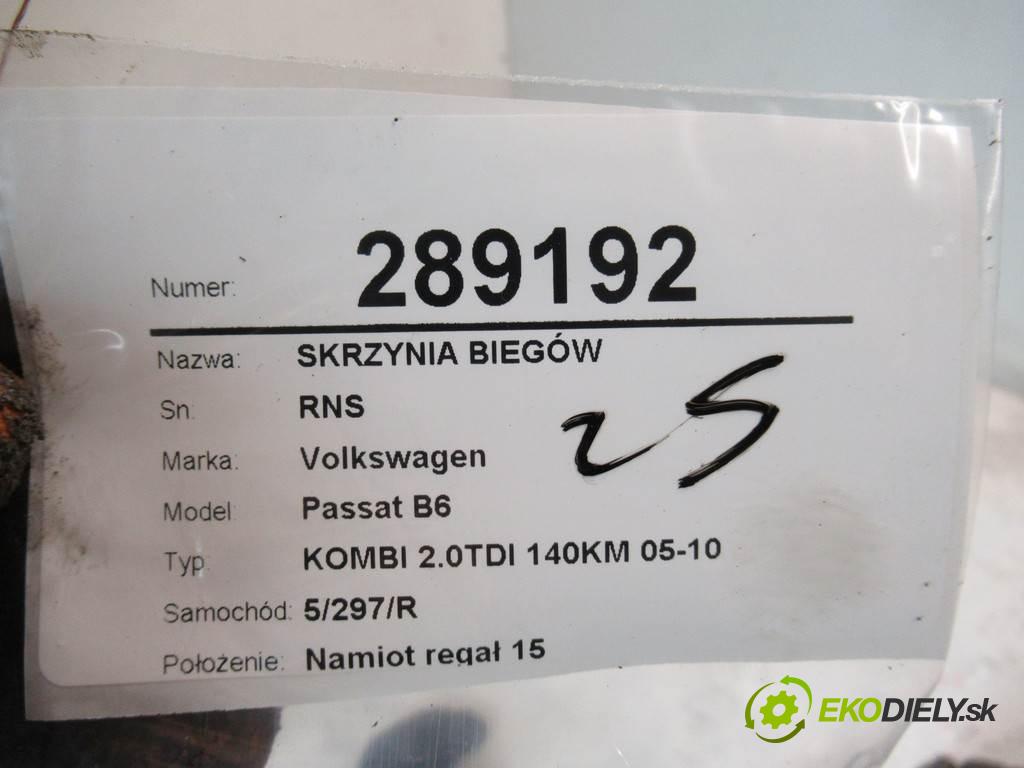 Numer: 289192
Nazwa: SKRZYNIA BIEGÓW
Sn: RNS
25
Marka: Volkswagen
Model: Passat B6
Typ: KOMBI 2.0TDI 140KM 05-10
Samochód: 5/297/R
Położenie: Namiot regał 15
EKODIELY.sk